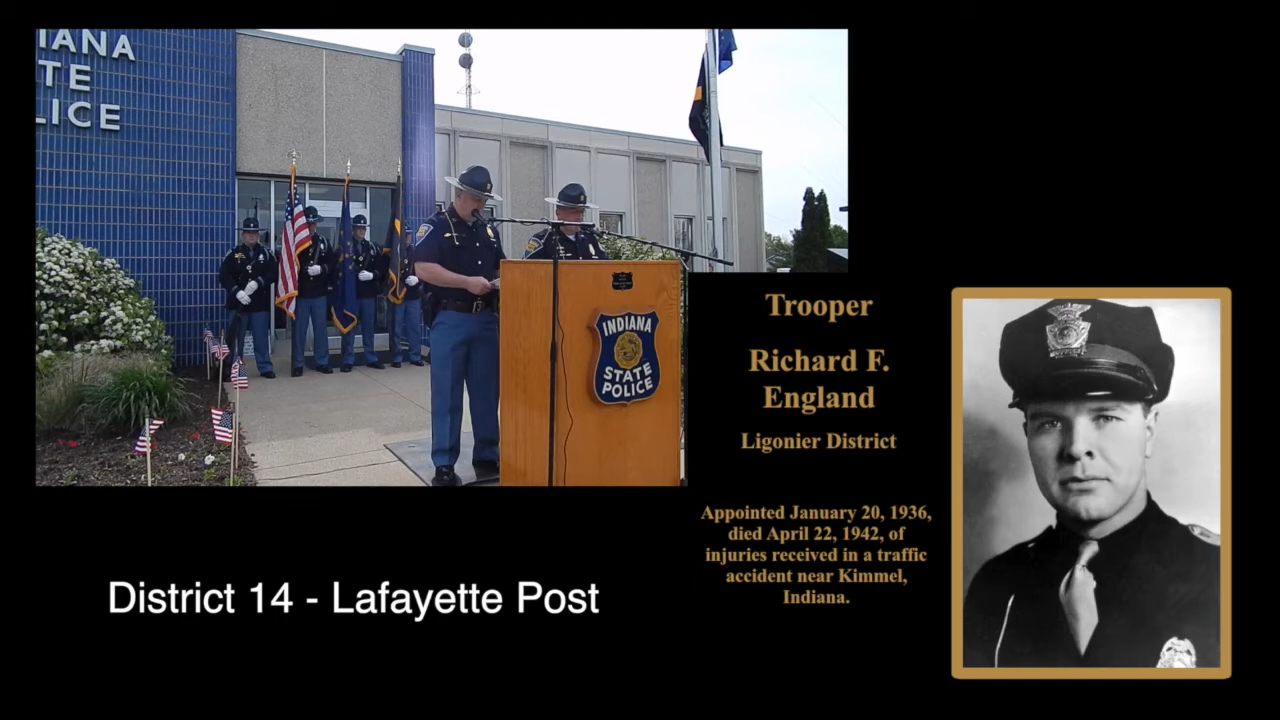 IANA
TE
LICE
INDIANA
STATE
POLICE
Trooper
Richard F.
England
Ligonier District
Appointed January 20, 1936,
died April 22, 1942, of
injuries received in a traffic
accident near Kimmel,
Indiana.
District 14 - Lafayette Post